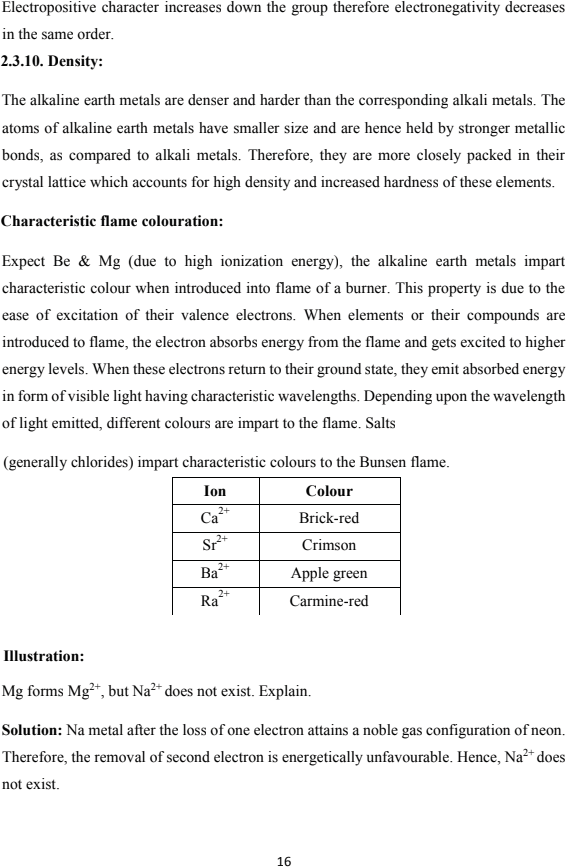 Electropositive character increases down the group therefore electronegativity decreases
in the same order.
2.3.10. Density:
The alkaline earth metals are denser and harder than the corresponding alkali metals. The
atoms of alkaline earth metals have smaller size and are hence held by stronger metallic
bonds, as compared to alkali metals. Therefore, they are more closely packed in their
crystal lattice which accounts for high density and increased hardness of these elements.
Characteristic flame colouration:
Expect Be & Mg (due to high ionization energy), the alkaline earth metals impart
characteristic colour when introduced into flame of a burner. This property is due to the
ease of excitation of their valence electrons. When elements or their compounds are
introduced to flame, the electron absorbs energy from the flame and gets excited to higher
energy levels. When these electrons return to their ground state, they emit absorbed energy
in form of visible light having characteristic wavelengths. Depending upon the wavelength
of light emitted, different colours are impart to the flame. Salts
(generally chlorides) impart characteristic colours to the Bunsen flame.
Ion Colour
Ca²⁺ Brick-red
Sr²⁺ Crimson
Ba²⁺ Apple green
Ra²⁺ Carmine-red
Illustration:
Mg forms Mg²⁺, but Na²⁺ does not exist. Explain.
Solution: Na metal after the loss of one electron attains a noble gas configuration of neon.
Therefore, the removal of second electron is energetically unfavourable. Hence, Na²⁺ does
not exist.
16